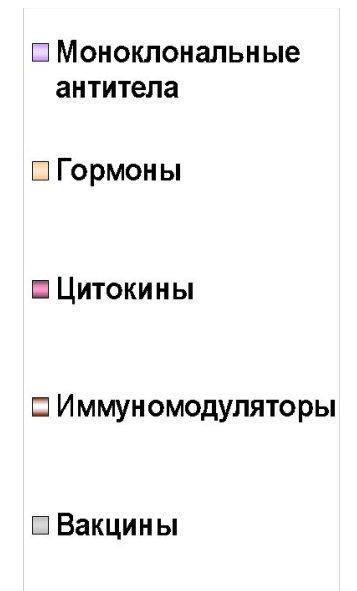 Моноклональные
антитела
Гормоны
Цитокины
Иммуномодуляторы
Вакцины